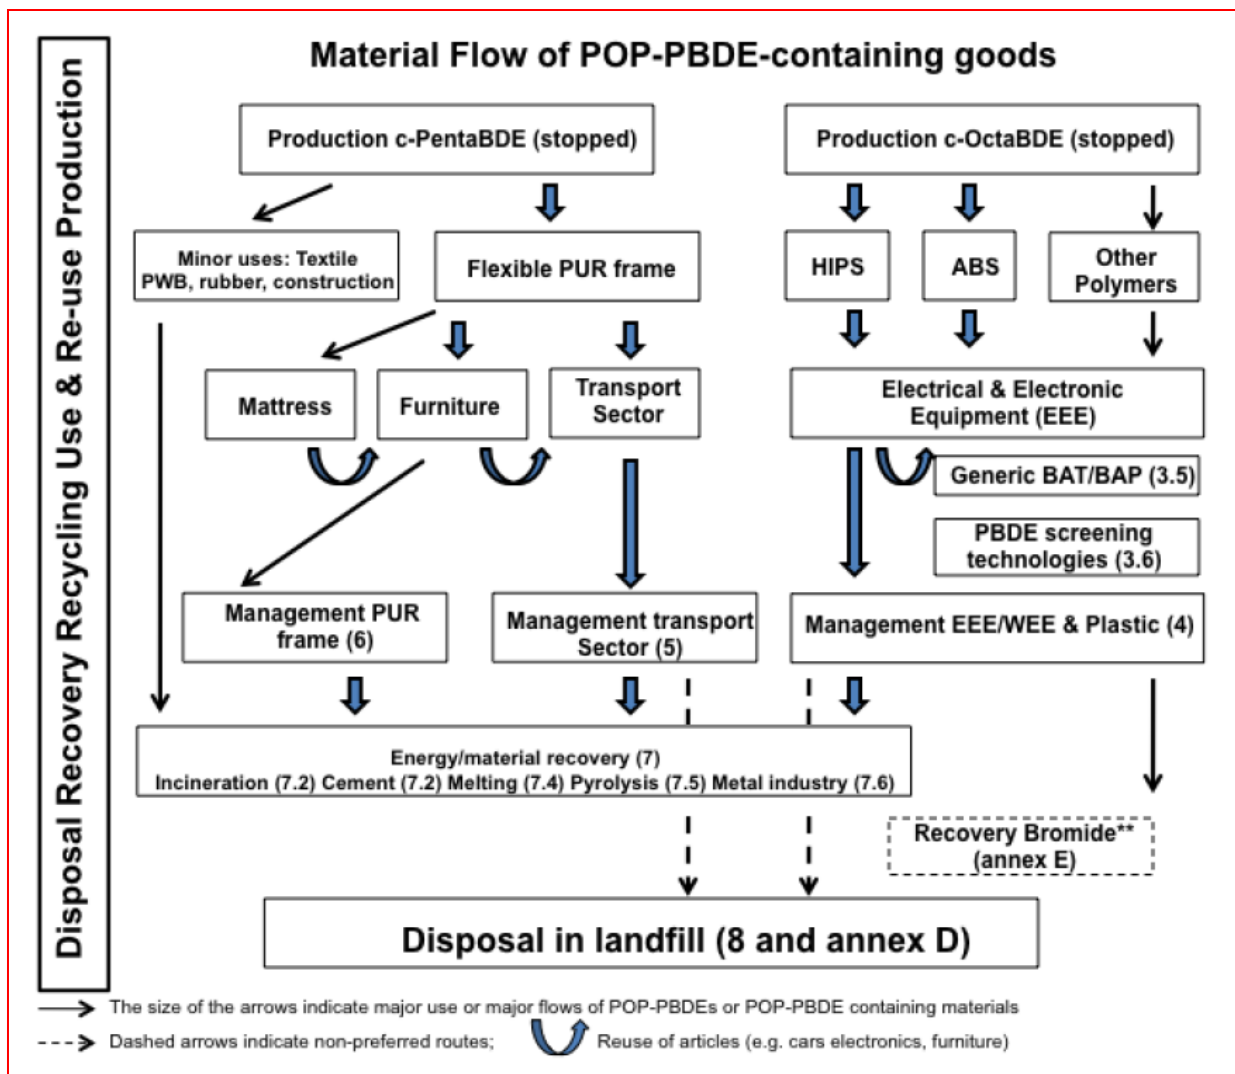 Disposal Recovery Recycling Use & Re-use Production
Material Flow of POP-PBDE-containing goods
Production c-PentaBDE (stopped)
Production c-OctaBDE (stopped)
Minor uses: Textile
PWB, rubber, construction
Flexible PUR frame
HIPS
ABS
Other
Polymers
Mattress
Furniture
Transport
Sector
Electrical & Electronic
Equipment (EEE)
Generic BAT/BAP (3.5)
PBDE screening
technologies (3.6)
Management PUR
frame (6)
Management transport
Sector (5)
Management EEE/WEE & Plastic (4)
Energy/material recovery (7)
Incineration (7.2) Cement (7.2) Melting (7.4) Pyrolysis (7.5) Metal industry (7.6)
Recovery Bromide**
(annex E)
Disposal in landfill (8 and annex D)
The size of the arrows indicate major use or major flows of POP-PBDEs or POP-PBDE containing materials
Dashed arrows indicate non-preferred routes;
Reuse of articles (e.g. cars electronics, furniture)